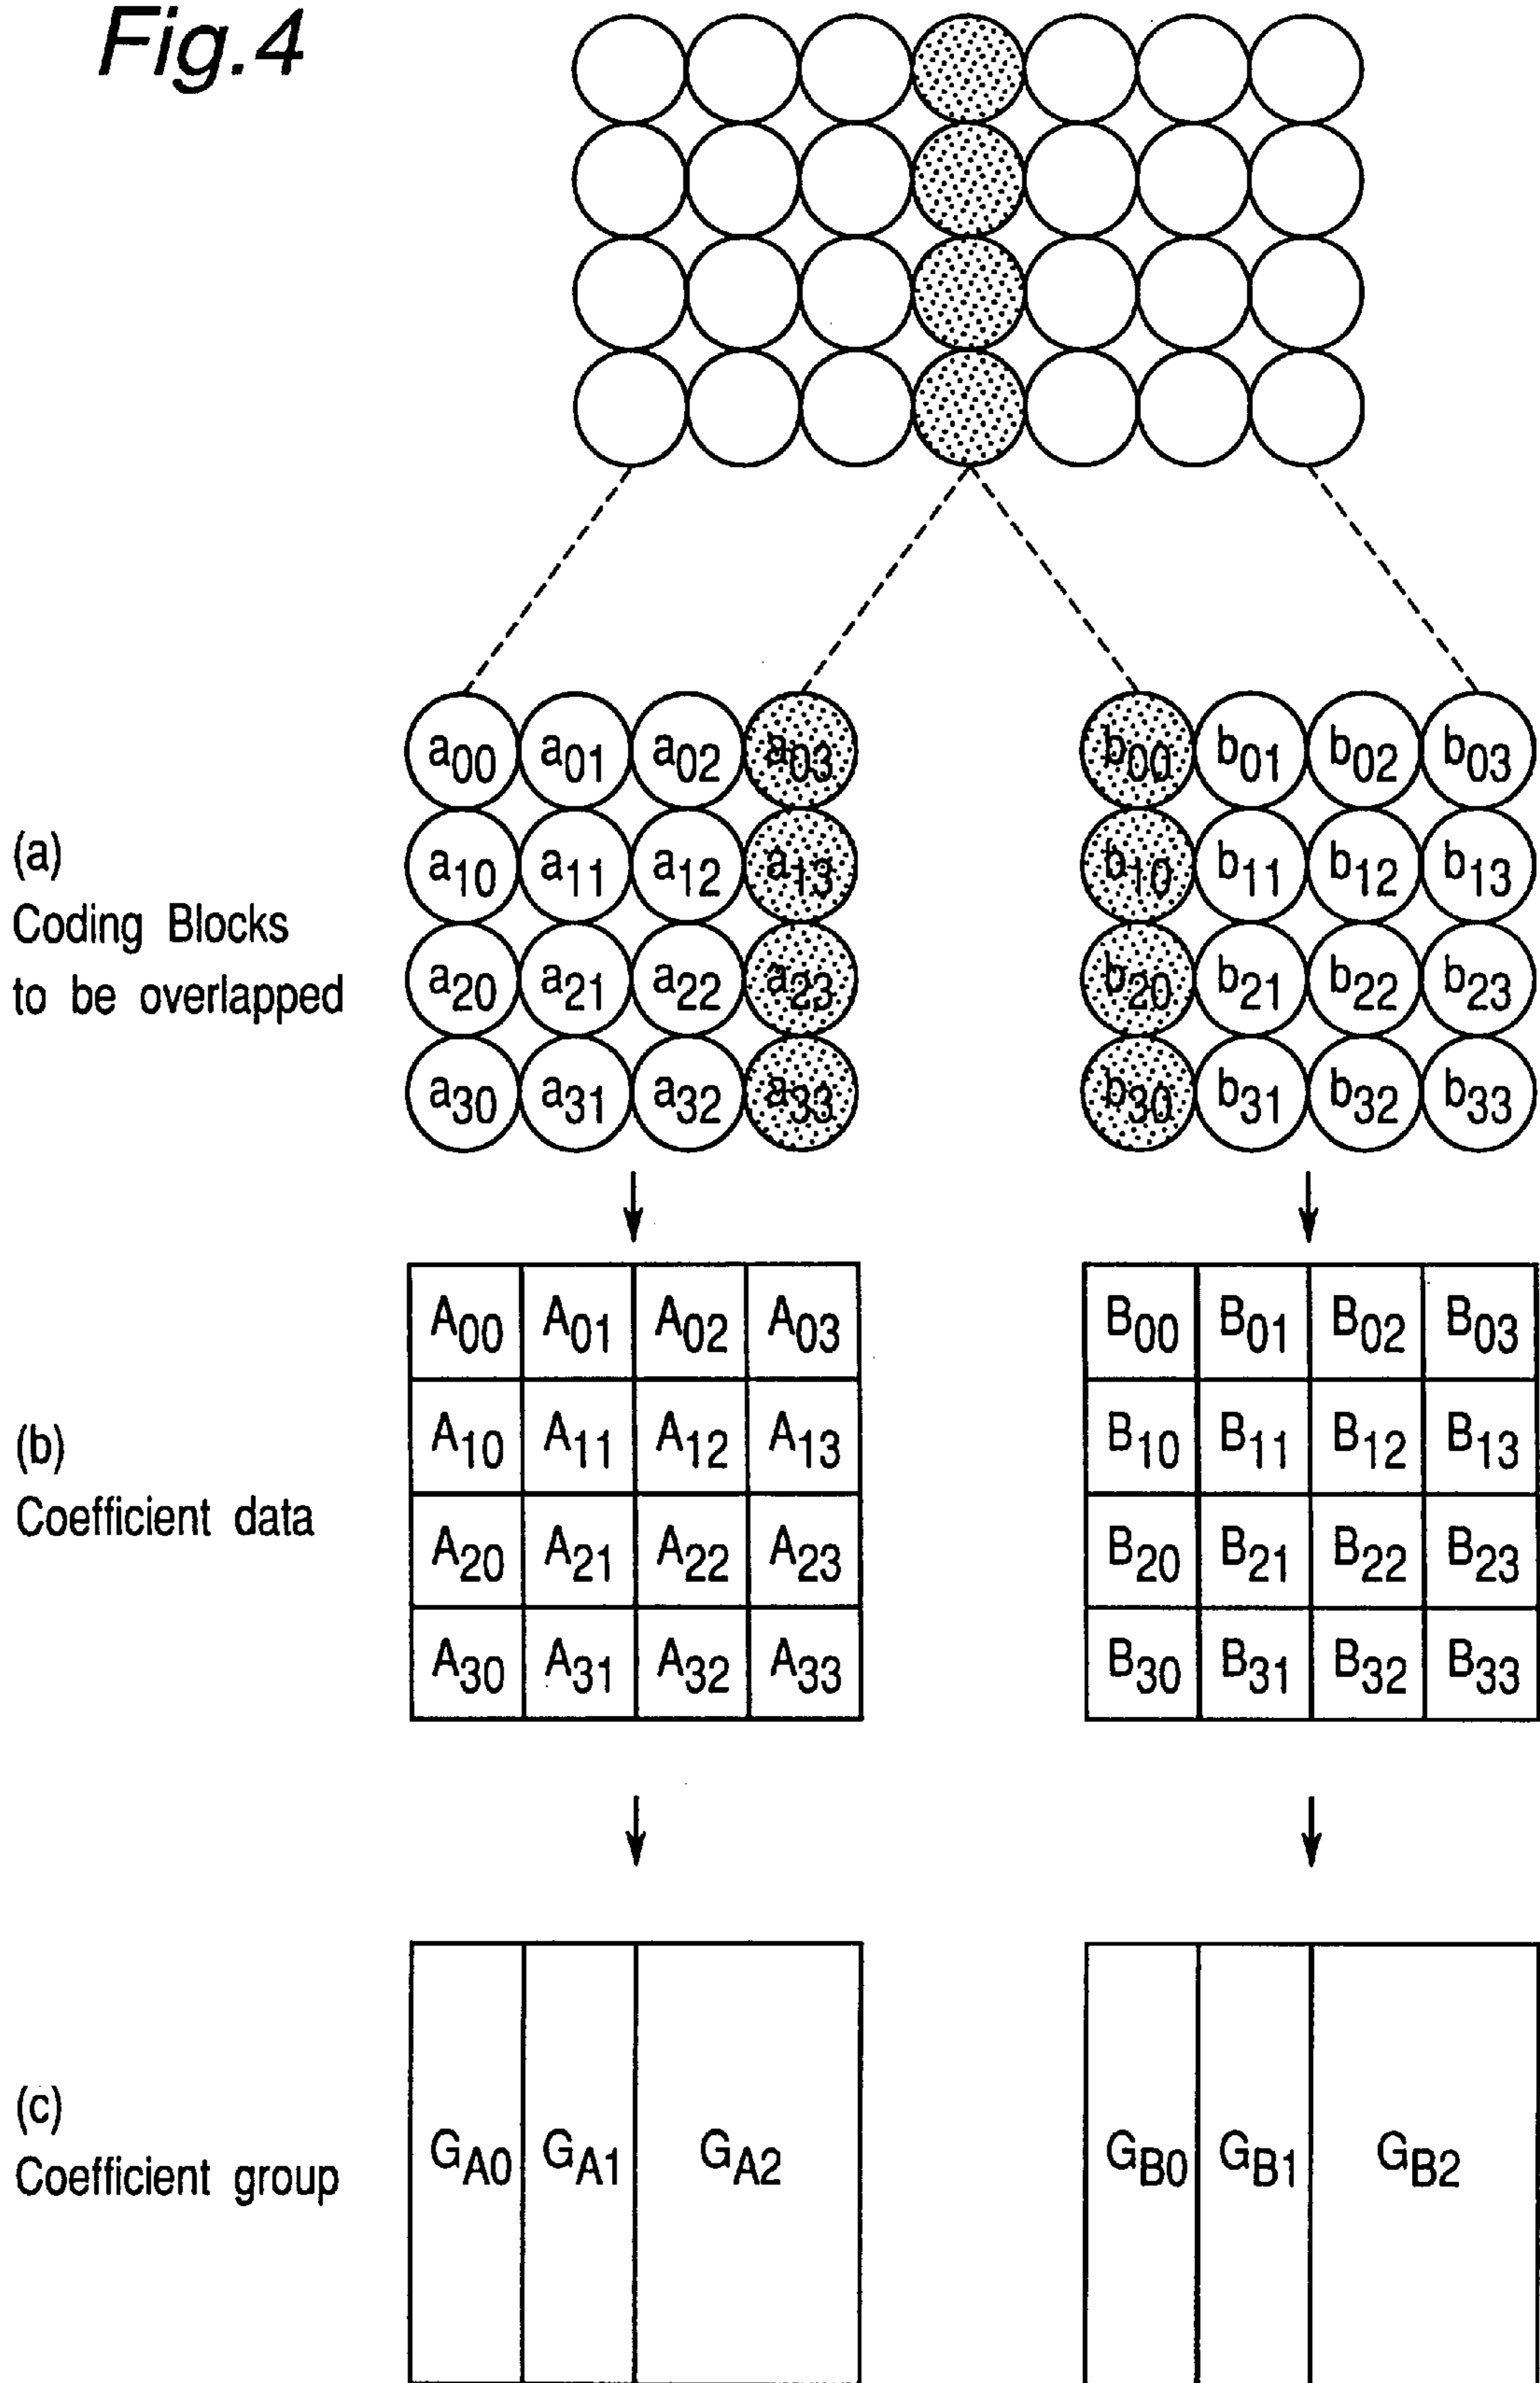 Fig.4
a00 a01 a02 a03 b00 b01 b02 b03
(a)
a10 a11 a12 a13 b10 b11 b12 b13
Coding Blocks
to be overlapped
a20 a21 a22 a23 b20 b21 b22 b23
a30 a31 a32 a33 b30 b31 b32 b33
A00 A01 A02 A03 B00 B01 B02 B03
(b)
A10 A11 A12 A13 B10 B11 B12 B13
Coefficient data
A20 A21 A22 A23 B20 B21 B22 B23
A30 A31 A32 A33 B30 B31 B32 B33
(c)
Coefficient group
GA0 GA1 GA2 GB0 GB1 GB2